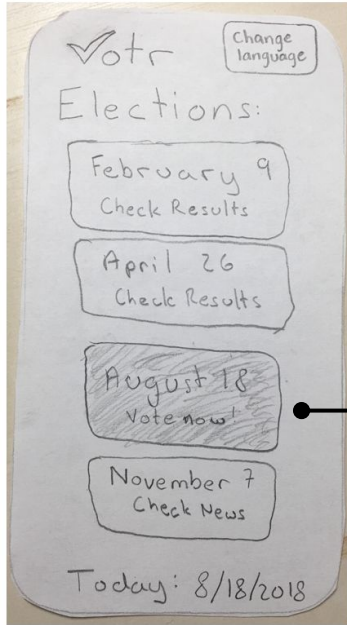 Votr
Change
language
Elections:
February 9
Check Results
April 26
Check Results
August 18
Vote now!
November 7
Check News
Today: 8/18/2018